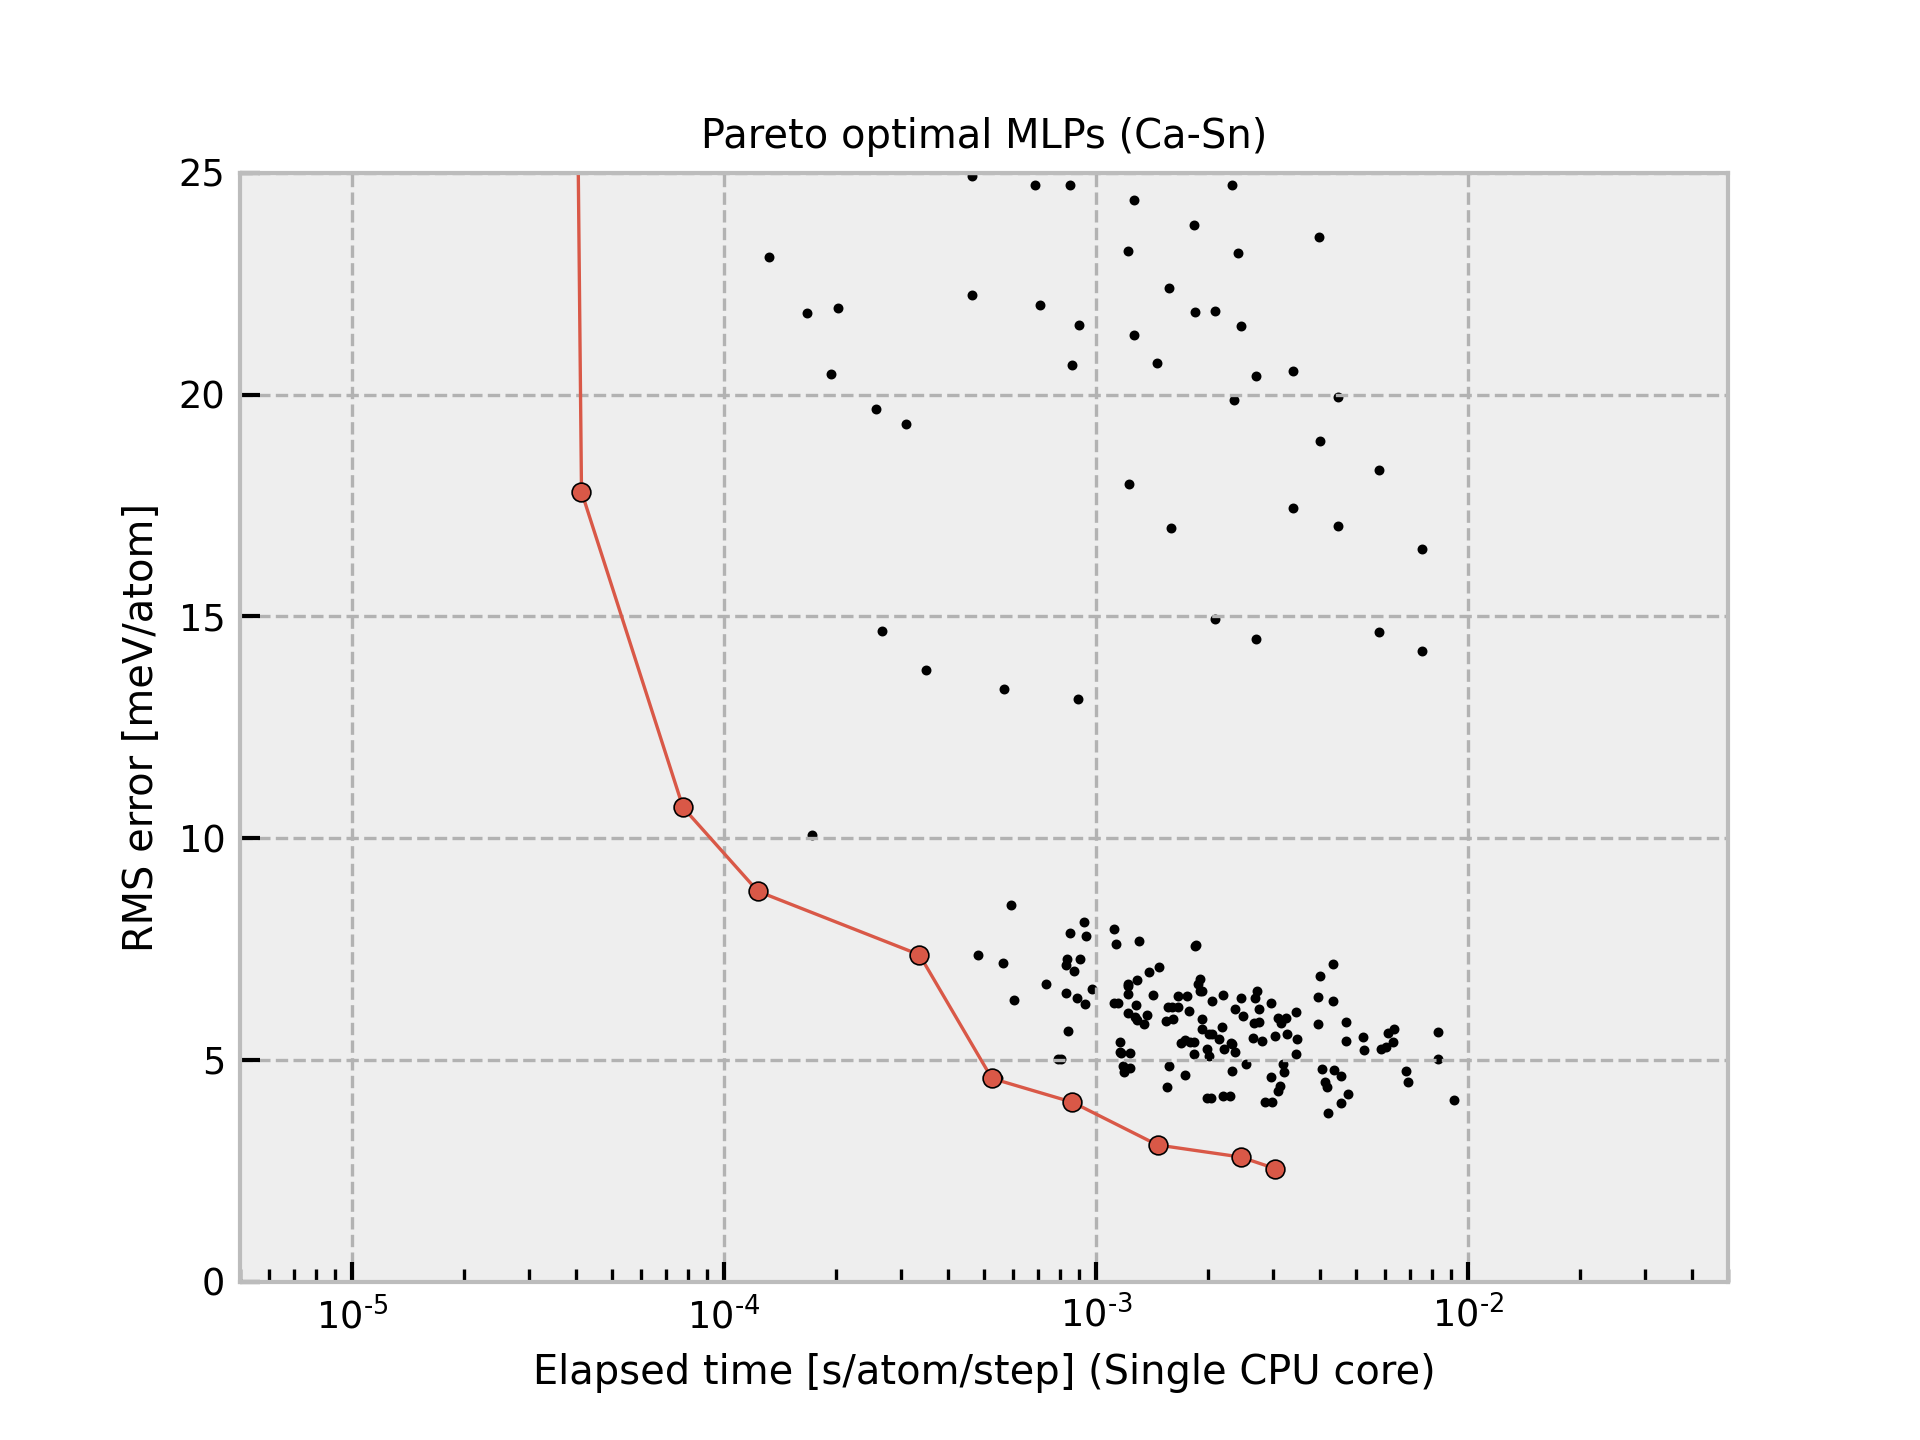 Pareto optimal MLPs (Ca-Sn)
25
20
15
10
5
0
RMS error [meV/atom]
10-5 10-4 10-3 10-2
Elapsed time [s/atom/step] (Single CPU core)